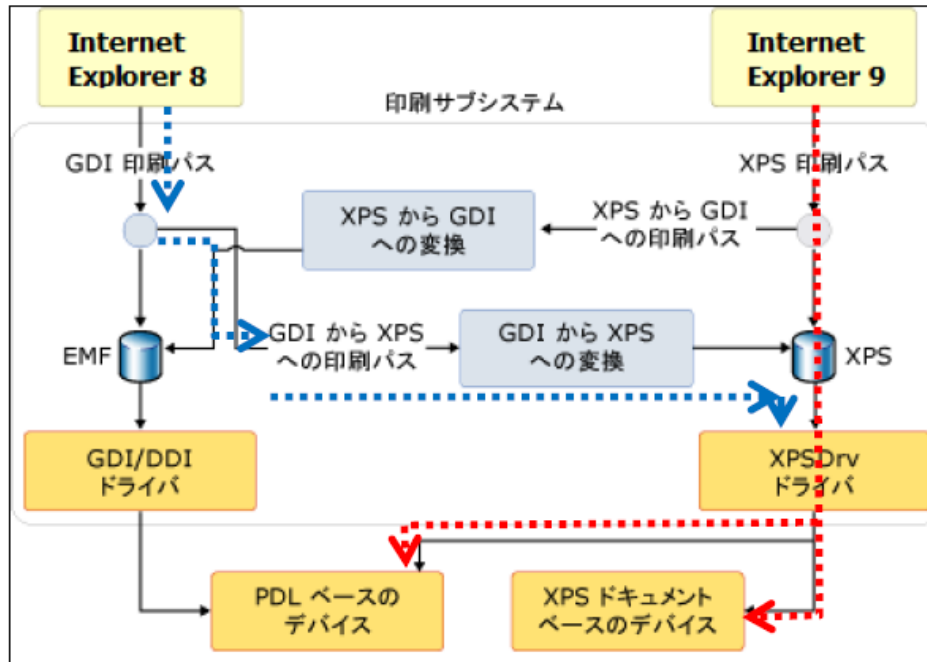 Internet
Explorer 8
Internet
Explorer 9
印刷サブシステム
GDI 印刷パス
XPS 印刷パス
XPS から GDI
への変換
XPS から GDI
への印刷パス
EMF
GDI から XPS
への印刷パス
GDI から XPS
への変換
XPS
GDI/DDI
ドライバ
XPSDrv
ドライバ
PDL ベースの
デバイス
XPS ドキュメント
ベースのデバイス